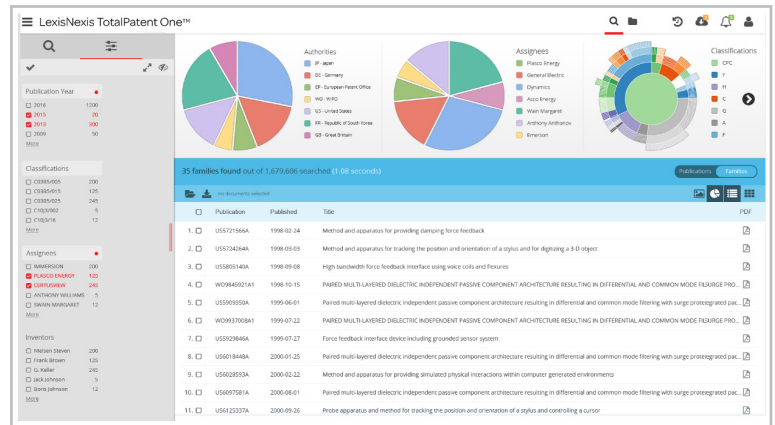 LexisNexis TotalPatent One™
Publication Year
2016 1200
2015 20
2013 300
2009 50
More
Classifications
C0385/005 200
C0385/015 125
C0385/025 245
C10J3/002 5
C10J3/16 12
More
Assignees
IMMERSION 200
PLASCO ENERGY 125
CERTUSVIEW 245
ANTHONY WILLIAMS 5
SWAIN MARGARET 12
More
Inventors
Nielsen Steven 200
Frank Brown 125
G. Keller 245
Jack Johnson 5
Boris Johnson 12
More
Authorities
JP - Japan
DE - Germany
EP - European Patent Office
WO - WIPO
US - United States
KR - Republic of South Korea
GB - Great Britain
Assignees
Plasco Energy
General Electric
Dynamics
Asco Energy
Wain Margaret
Anthony Anthonov
Emerson
Classifications
CPC
Y
H
C
G
A
F
35 families found out of 1,679,606 searched (1.08 seconds)
Publications Families
no documents selected
Publication Published Title PDF
1. US5721566A 1998-02-24 Method and apparatus for providing damping force feedback
2. US5724264A 1998-03-03 Method and apparatus for tracking the position and orientation of a stylus and for digitizing a 3-D object
3. US5805140A 1998-09-08 High bandwidth force feedback interface using voice coils and flexures
4. WO9845921A1 1998-10-15 PAIRED MULTI-LAYERED DIELECTRIC INDEPENDENT PASSIVE COMPONENT ARCHITECTURE RESULTING IN DIFFERENTIAL AND COMMON MODE FILSURGE PRO...
5. US5909350A 1999-06-01 Paired multi-layered dielectric independent passive component architecture resulting in differential and common mode filtering with surge protexgrated pac...
6. WO9937008A1 1999-07-22 PAIRED MULTI-LAYERED DIELECTRIC INDEPENDENT PASSIVE COMPONENT ARCHITECTURE RESULTING IN DIFFERENTIAL AND COMMON MODE FILSURGE PRO...
7. US5929846A 1999-07-27 Force feedback interface device including grounded sensor system
8. US6018448A 2000-01-25 Paired multi-layered dielectric independent passive component architecture resulting in differential and common mode filtering with surge protexgrated pac...
9. US6028593A 2000-02-22 Method and apparatus for providing simulated physical interactions within computer generated environments
10. US6097581A 2000-08-01 Paired multi-layered dielectric independent passive component architecture resulting in differential and common mode filtering with surge protexgrated pac...
11. US6125337A 2000-09-26 Probe apparatus and method for tracking the position and orientation of a stylus and controlling a cursor